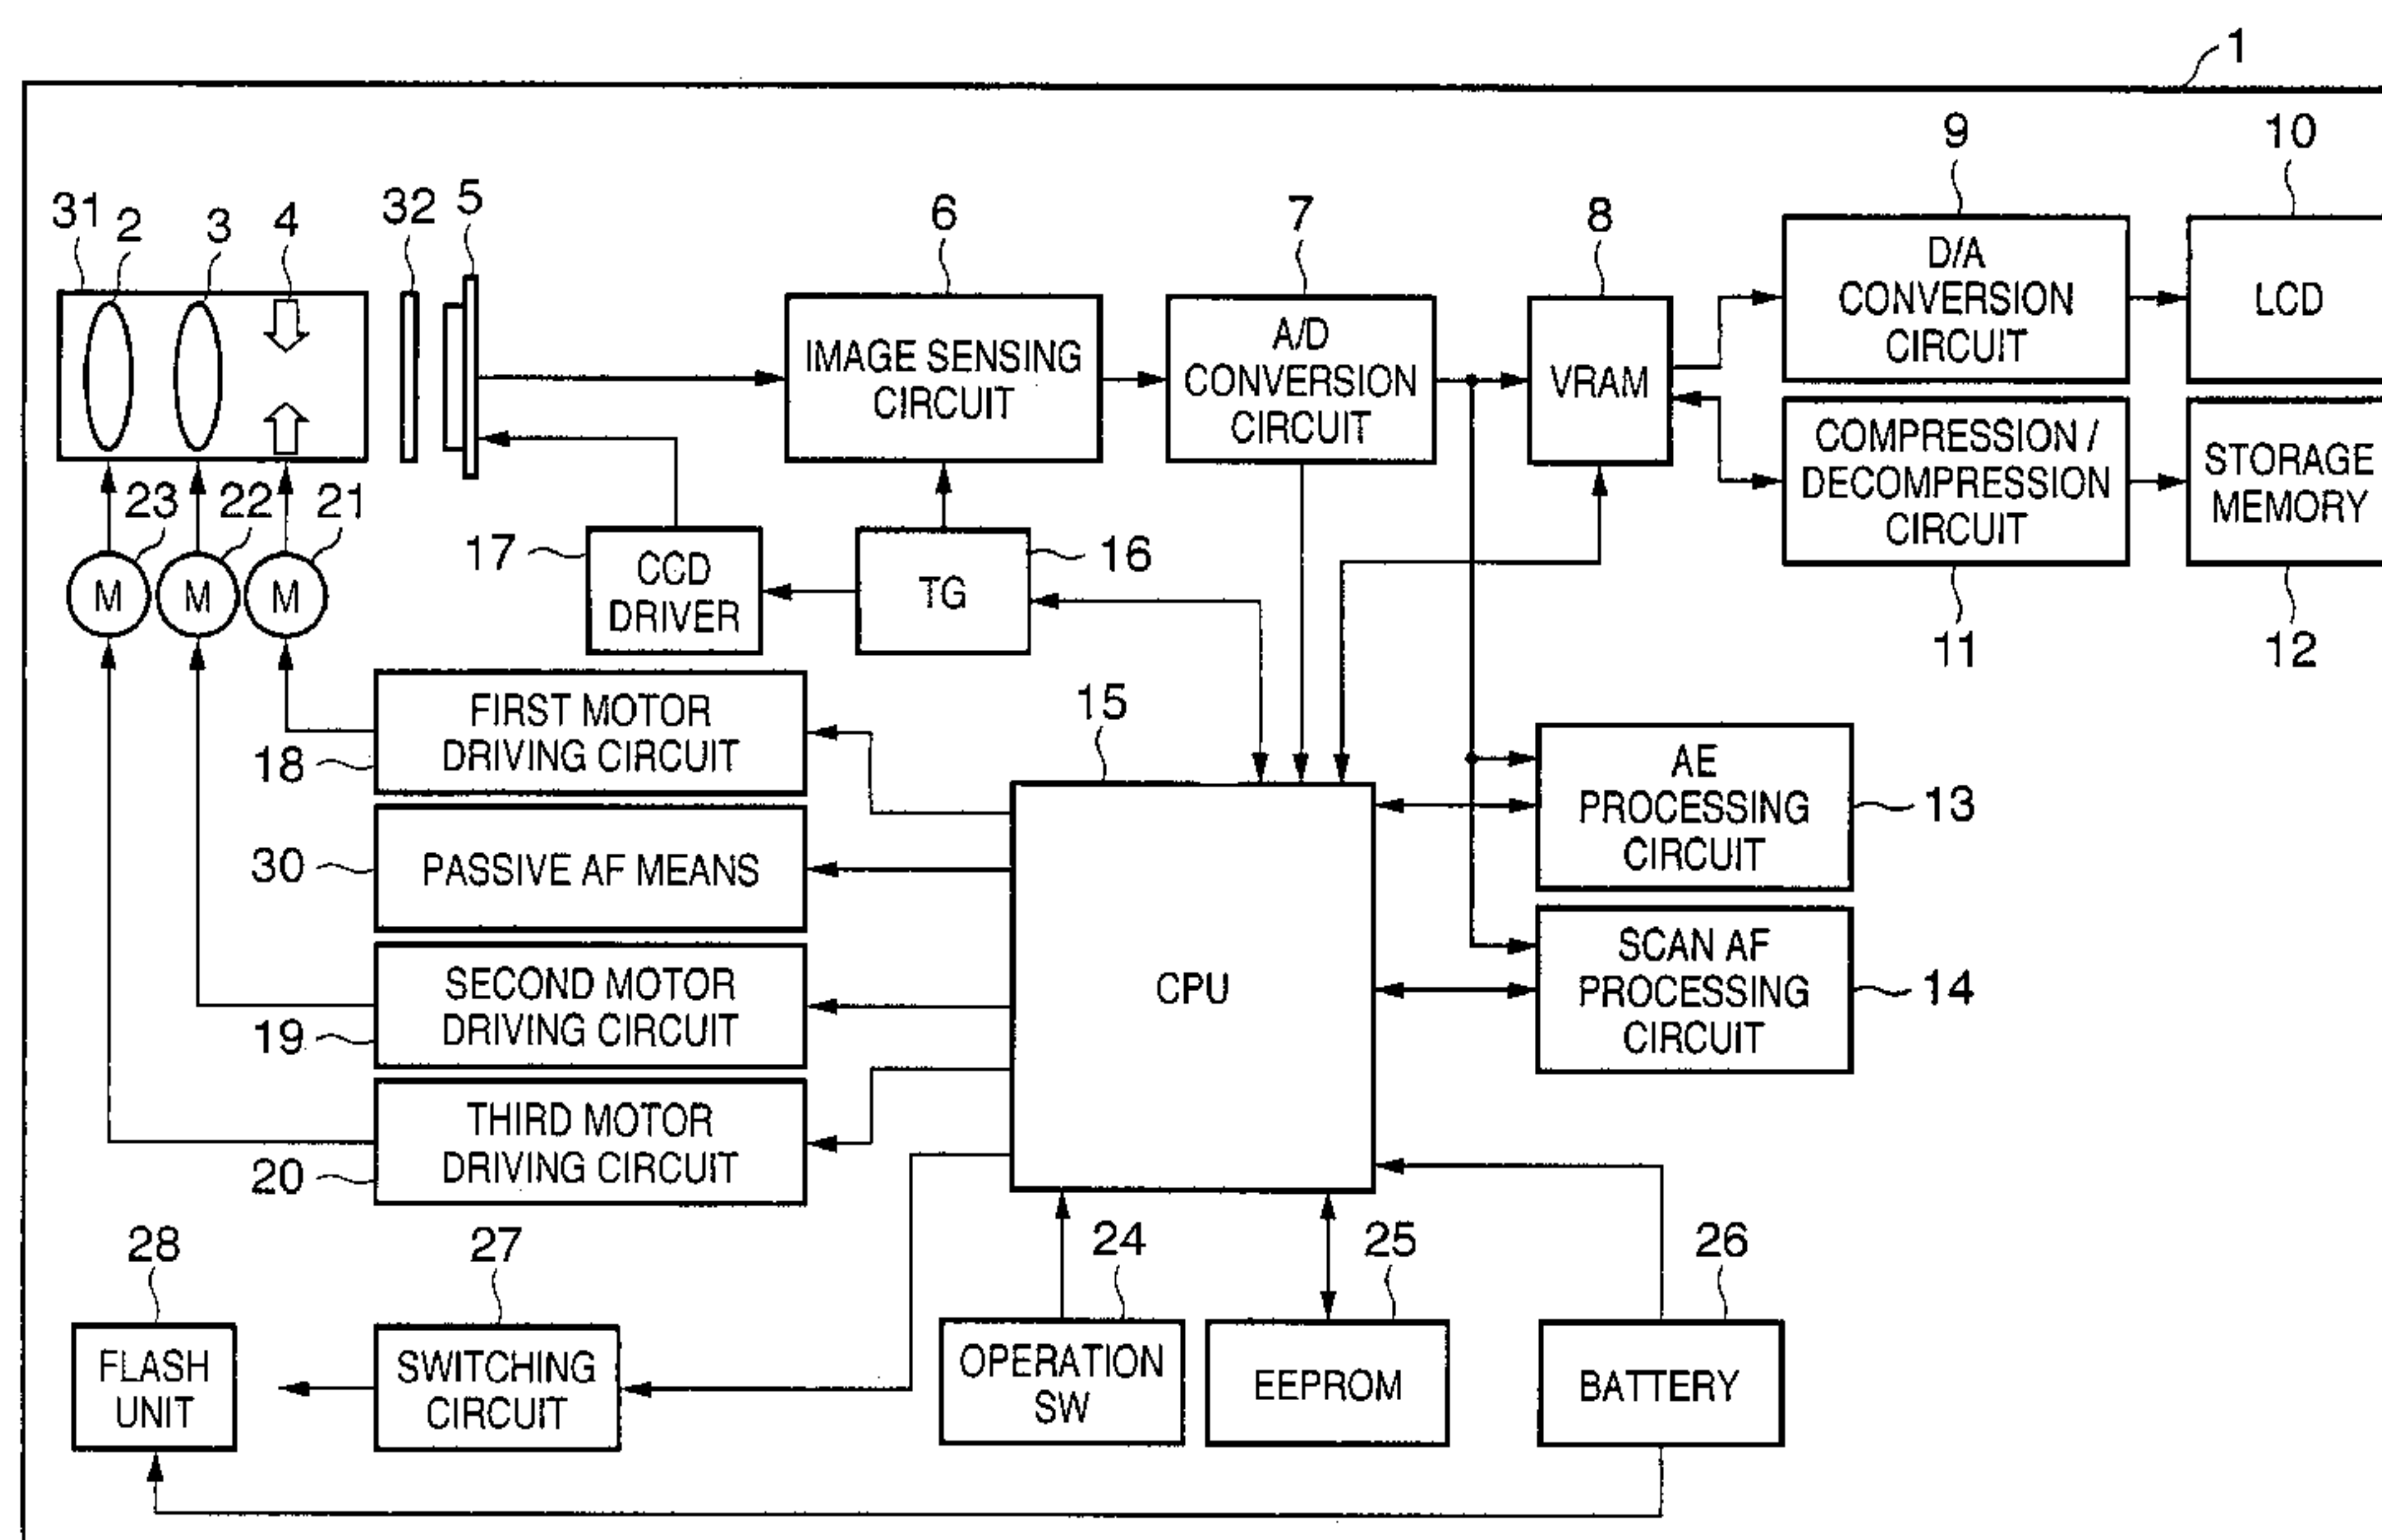 1
9
10
31
2
3
4
32
5
6
7
8
D/A
CONVERSION
CIRCUIT
LCD
IMAGE SENSING
CIRCUIT
A/D
CONVERSION
CIRCUIT
VRAM
COMPRESSION /
DECOMPRESSION
CIRCUIT
STORAGE
MEMORY
23
22
21
17
CCD
DRIVER
TG
16
M
M
M
11
12
FIRST MOTOR
DRIVING CIRCUIT
18
15
AE
PROCESSING
CIRCUIT
13
30
PASSIVE AF MEANS
SECOND MOTOR
DRIVING CIRCUIT
19
CPU
SCAN AF
PROCESSING
CIRCUIT
14
THIRD MOTOR
DRIVING CIRCUIT
20
28
27
24
25
26
FLASH
UNIT
SWITCHING
CIRCUIT
OPERATION
SW
EEPROM
BATTERY